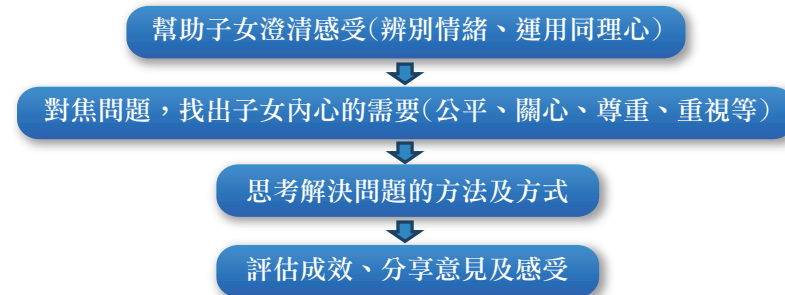 幫助子女澄清感受(辨別情緒、運用同理心)
對焦問題，找出子女內心的需要(公平、關心、尊重、重視等)
思考解決問題的方法及方式
評估成效、分享意見及感受